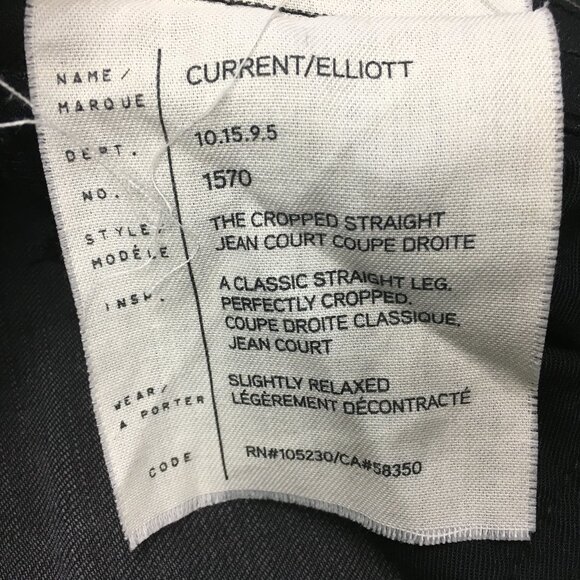 NAME/ CURRENT/ELLIOTT
MARQUE
DEPT. 10.15.9.5
NO. 1570
STYLE/ THE CROPPED STRAIGHT
MODÈLE JEAN COURT COUPE DROITE
INSM. A CLASSIC STRAIGHT LEG.
PERFECTLY CROPPED.
COUPE DROITE CLASSIQUE.
JEAN COURT
WEAR/ SLIGHTLY RELAXED
A PORTER LÉGÈREMENT DÉCONTRACTÉ
CODE RN#105230/CA#58350